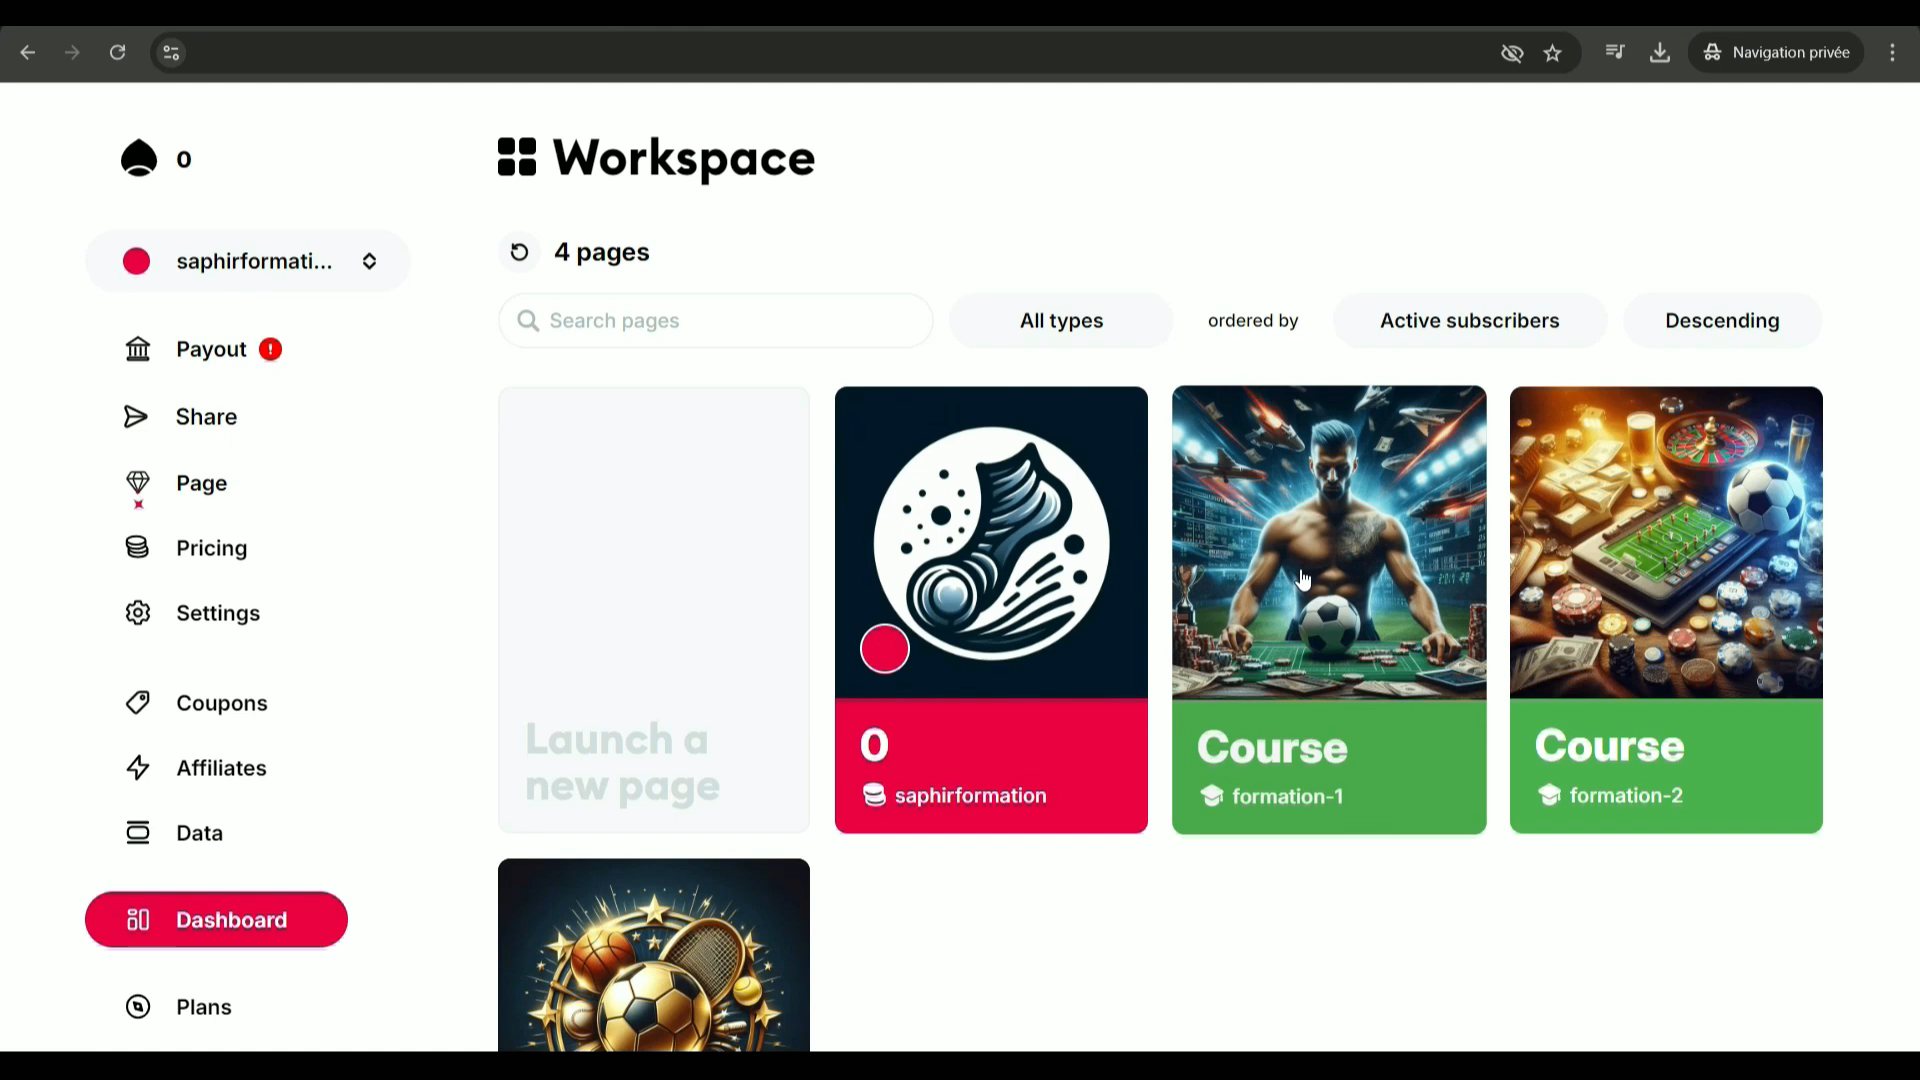 Navigation privée
0
Workspace
saphirformati...
4 pages
Search pages
All types
ordered by
Active subscribers
Descending
Payout
Share
Page
Pricing
Settings
Coupons
Affiliates
Data
Dashboard
Plans
Launch a
new page
0
saphirformation
Course
formation-1
Course
formation-2